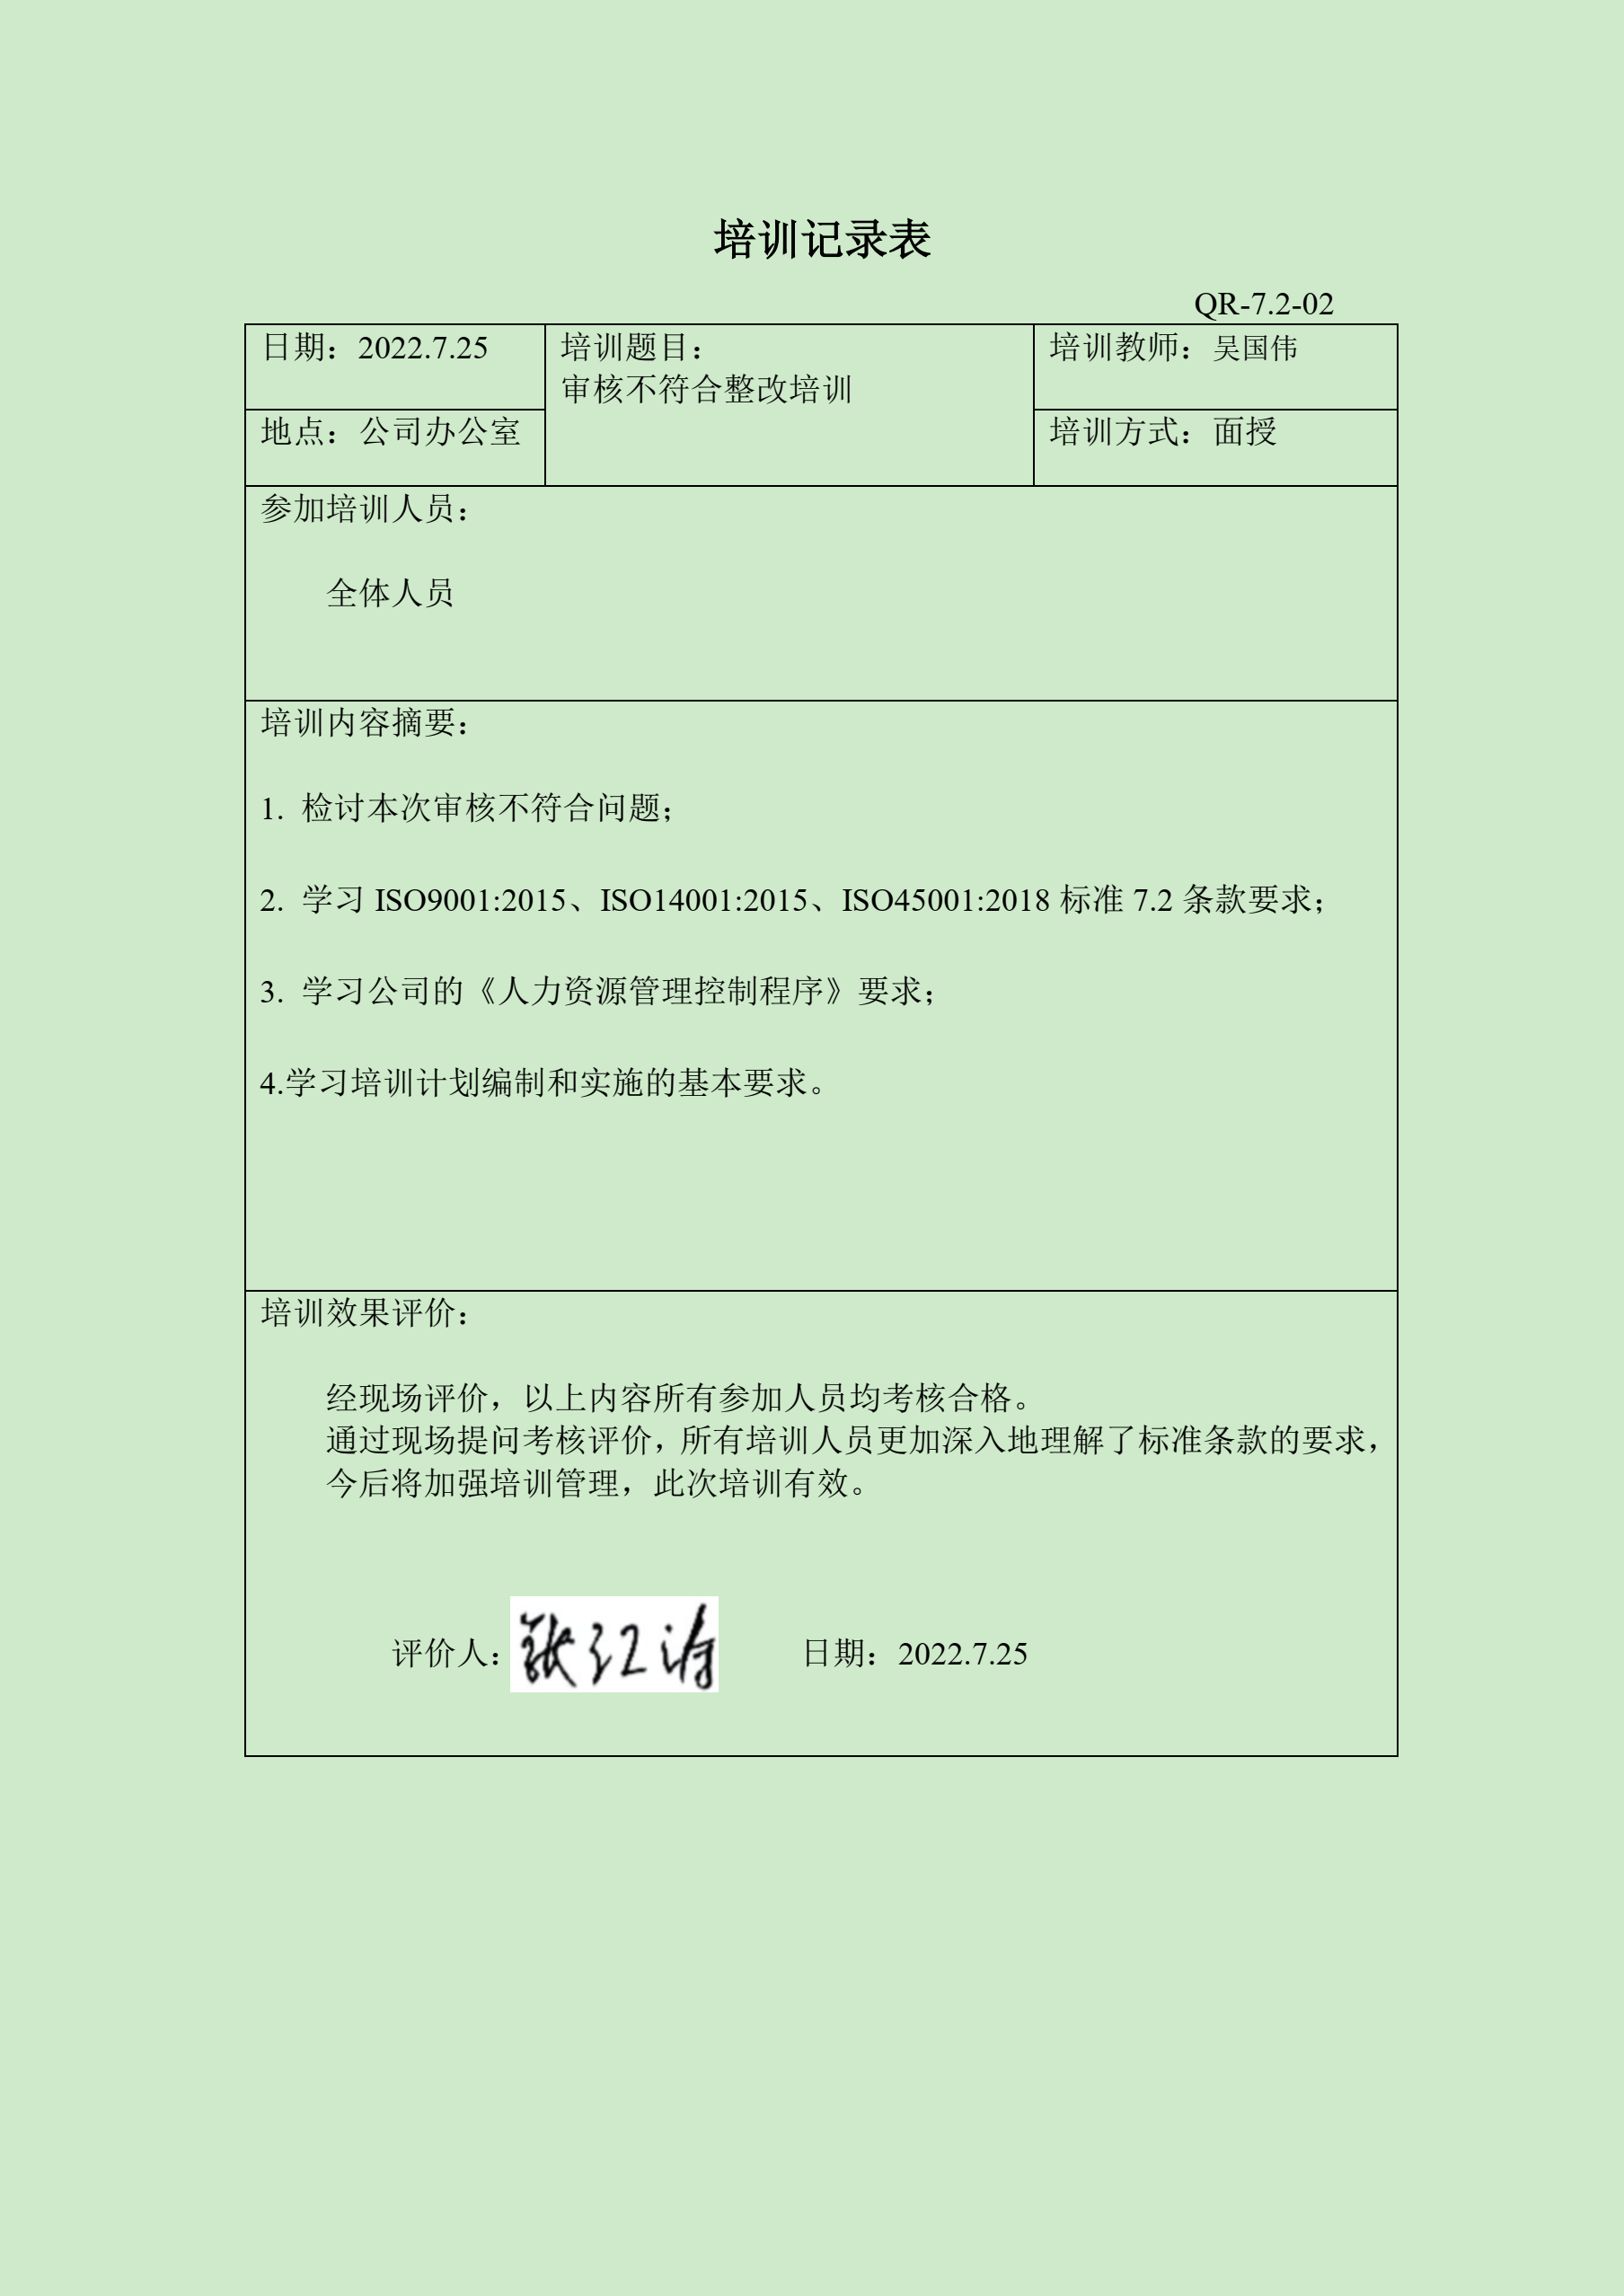 培训记录表
QR-7.2-02
日期：2022.7.25
培训题目：
审核不符合整改培训
培训教师：吴国伟
地点：公司办公室
培训方式：面授
参加培训人员：
全体人员
培训内容摘要：
1. 检讨本次审核不符合问题；
2. 学习 ISO9001:2015、ISO14001:2015、ISO45001:2018 标准 7.2 条款要求；
3. 学习公司的《人力资源管理控制程序》要求；
4.学习培训计划编制和实施的基本要求。
培训效果评价：
经现场评价，以上内容所有参加人员均考核合格。
通过现场提问考核评价，所有培训人员更加深入地理解了标准条款的要求，
今后将加强培训管理，此次培训有效。
评价人： 日期：2022.7.25